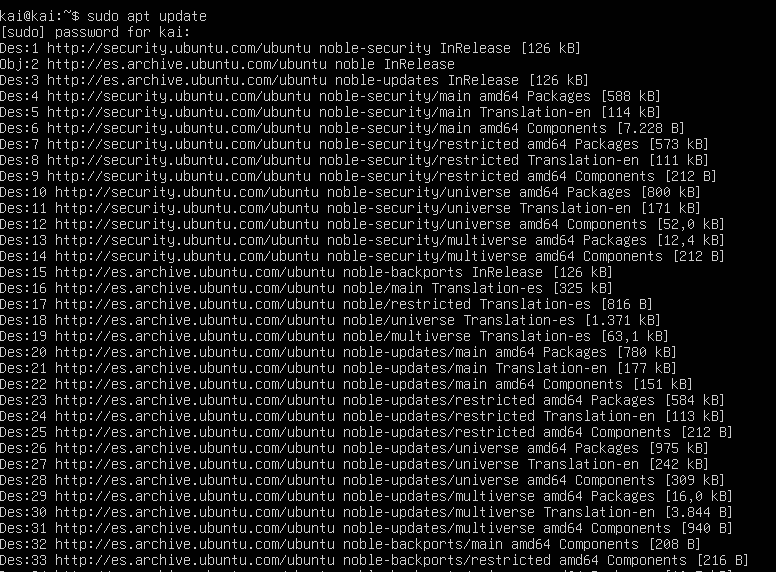 kai@kai:~$ sudo apt update
[sudo] password for kai:
Des:1 http://security.ubuntu.com/ubuntu noble-security InRelease [126 kB]
Obj:2 http://es.archive.ubuntu.com/ubuntu noble InRelease
Des:3 http://es.archive.ubuntu.com/ubuntu noble-updates InRelease [126 kB]
Des:4 http://security.ubuntu.com/ubuntu noble-security/main amd64 Packages [588 kB]
Des:5 http://security.ubuntu.com/ubuntu noble-security/main Translation-en [114 kB]
Des:6 http://security.ubuntu.com/ubuntu noble-security/main amd64 Components [7.228 B]
Des:7 http://security.ubuntu.com/ubuntu noble-security/restricted amd64 Packages [573 kB]
Des:8 http://security.ubuntu.com/ubuntu noble-security/restricted Translation-en [111 kB]
Des:9 http://security.ubuntu.com/ubuntu noble-security/restricted amd64 Components [212 B]
Des:10 http://security.ubuntu.com/ubuntu noble-security/universe amd64 Packages [800 kB]
Des:11 http://security.ubuntu.com/ubuntu noble-security/universe Translation-en [171 kB]
Des:12 http://security.ubuntu.com/ubuntu noble-security/universe amd64 Components [52,0 kB]
Des:13 http://security.ubuntu.com/ubuntu noble-security/multiverse amd64 Packages [12,4 kB]
Des:14 http://security.ubuntu.com/ubuntu noble-security/multiverse amd64 Components [212 B]
Des:15 http://es.archive.ubuntu.com/ubuntu noble-backports InRelease [126 kB]
Des:16 http://es.archive.ubuntu.com/ubuntu noble/main Translation-es [325 kB]
Des:17 http://es.archive.ubuntu.com/ubuntu noble/restricted Translation-es [816 B]
Des:18 http://es.archive.ubuntu.com/ubuntu noble/universe Translation-es [1.371 kB]
Des:19 http://es.archive.ubuntu.com/ubuntu noble/multiverse Translation-es [63,1 kB]
Des:20 http://es.archive.ubuntu.com/ubuntu noble-updates/main amd64 Packages [780 kB]
Des:21 http://es.archive.ubuntu.com/ubuntu noble-updates/main Translation-en [177 kB]
Des:22 http://es.archive.ubuntu.com/ubuntu noble-updates/main amd64 Components [151 kB]
Des:23 http://es.archive.ubuntu.com/ubuntu noble-updates/restricted amd64 Packages [584 kB]
Des:24 http://es.archive.ubuntu.com/ubuntu noble-updates/restricted Translation-en [113 kB]
Des:25 http://es.archive.ubuntu.com/ubuntu noble-updates/restricted amd64 Components [212 B]
Des:26 http://es.archive.ubuntu.com/ubuntu noble-updates/universe amd64 Packages [975 kB]
Des:27 http://es.archive.ubuntu.com/ubuntu noble-updates/universe Translation-en [242 kB]
Des:28 http://es.archive.ubuntu.com/ubuntu noble-updates/universe amd64 Components [309 kB]
Des:29 http://es.archive.ubuntu.com/ubuntu noble-updates/multiverse amd64 Packages [16,0 kB]
Des:30 http://es.archive.ubuntu.com/ubuntu noble-updates/multiverse Translation-en [3.844 B]
Des:31 http://es.archive.ubuntu.com/ubuntu noble-updates/multiverse amd64 Components [940 B]
Des:32 http://es.archive.ubuntu.com/ubuntu noble-backports/main amd64 Components [208 B]
Des:33 http://es.archive.ubuntu.com/ubuntu noble-backports/restricted amd64 Components [216 B]